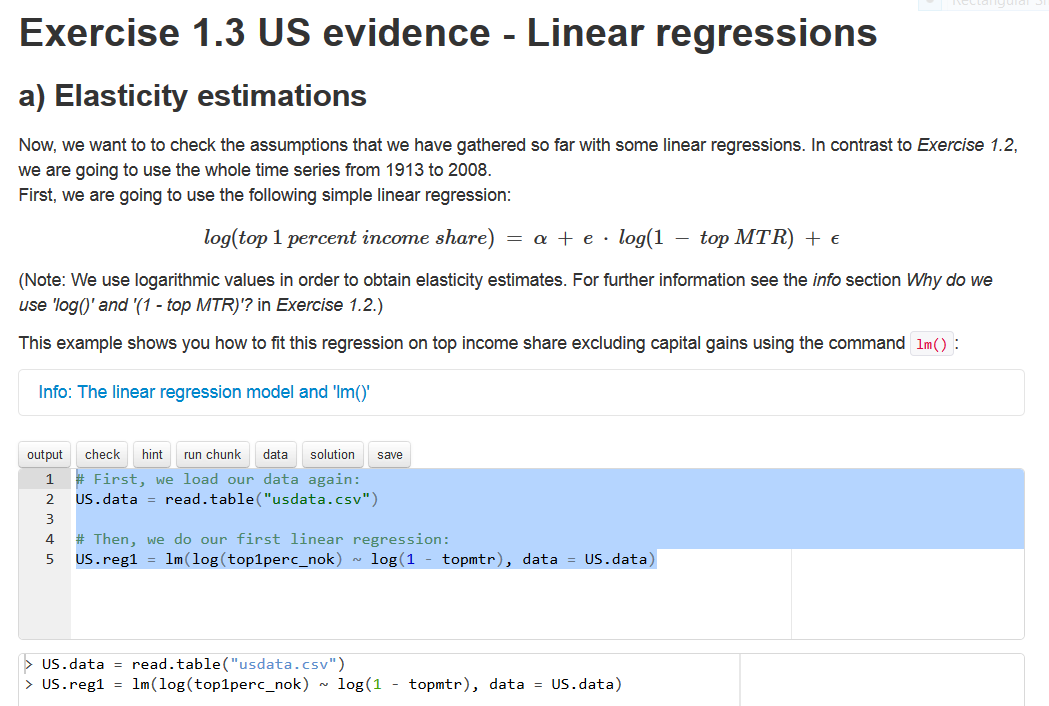 Rectangular
Exercise 1.3 US evidence - Linear regressions
a) Elasticity estimations
Now, we want to to check the assumptions that we have gathered so far with some linear regressions. In contrast to Exercise 1.2,
we are going to use the whole time series from 1913 to 2008.
First, we are going to use the following simple linear regression:
log(top 1 percent income share) = α + e · log(1 − top MTR) + ϵ
(Note: We use logarithmic values in order to obtain elasticity estimates. For further information see the info section Why do we
use 'log()' and '(1 - top MTR)'? in Exercise 1.2.)
This example shows you how to fit this regression on top income share excluding capital gains using the command lm():
Info: The linear regression model and 'lm()'
output check hint run chunk data solution save
1 # First, we load our data again:
2 US.data = read.table("usdata.csv")
3
4 # Then, we do our first linear regression:
5 US.reg1 = lm(log(top1perc_nok) ~ log(1 - topmtr), data = US.data)
> US.data = read.table("usdata.csv")
> US.reg1 = lm(log(top1perc_nok) ~ log(1 - topmtr), data = US.data)